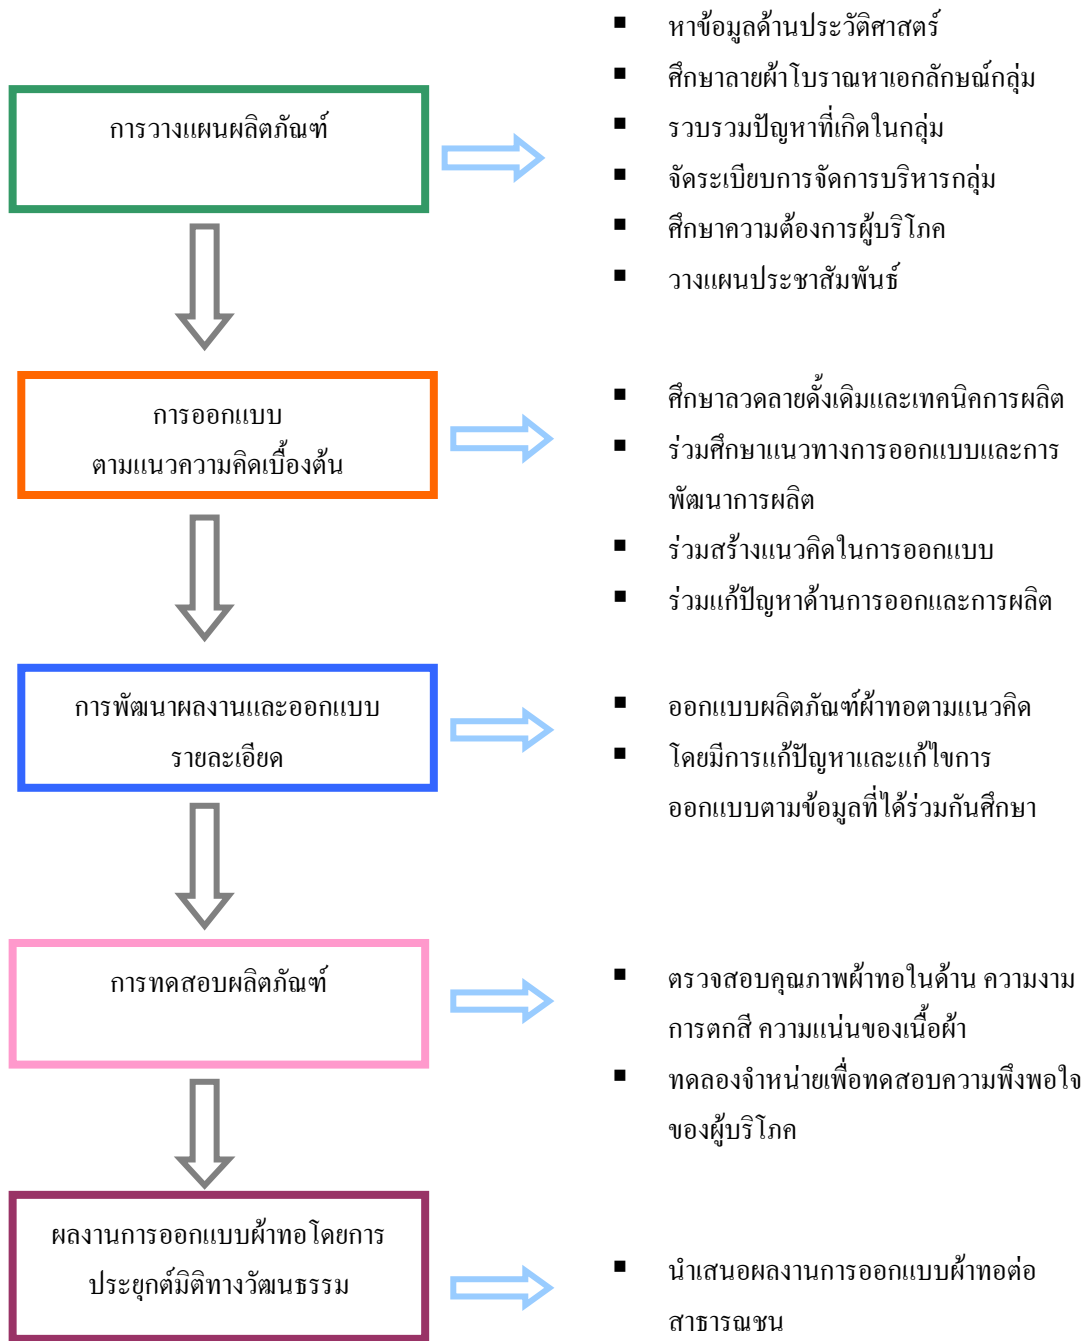 การวางแผนผลิตภัณฑ์
▪ หาข้อมูลด้านประวัติศาสตร์
▪ ศึกษาลายผ้าโบราณหาเอกลักษณ์กลุ่ม
▪ รวบรวมปัญหาที่เกิดในกลุ่ม
▪ จัดระเบียบการจัดการบริหารกลุ่ม
▪ ศึกษาความต้องการผู้บริโภค
▪ วางแผนประชาสัมพันธ์
การออกแบบ
ตามแนวความคิดเบื้องต้น
▪ ศึกษาลวดลายดั้งเดิมและเทคนิคการผลิต
▪ ร่วมศึกษาแนวทางการออกแบบและการ
พัฒนาการผลิต
▪ ร่วมสร้างแนวคิดในการออกแบบ
▪ ร่วมแก้ปัญหาด้านการออกและการผลิต
การพัฒนาผลงานและออกแบบ
รายละเอียด
▪ ออกแบบผลิตภัณฑ์ผ้าทอตามแนวคิด
▪ โดยมีการแก้ปัญหาและแก้ไขการ
ออกแบบตามข้อมูลที่ได้ร่วมกันศึกษา
การทดสอบผลิตภัณฑ์
▪ ตรวจสอบคุณภาพผ้าทอในด้าน ความงาม
การตกสี ความแน่นของเนื้อผ้า
▪ ทดลองจำหน่ายเพื่อทดสอบความพึงพอใจ
ของผู้บริโภค
ผลงานการออกแบบผ้าทอโดยการ
ประยุกต์มิติทางวัฒนธรรม
▪ นำเสนอผลงานการออกแบบผ้าทอต่อ
สาธารณชน